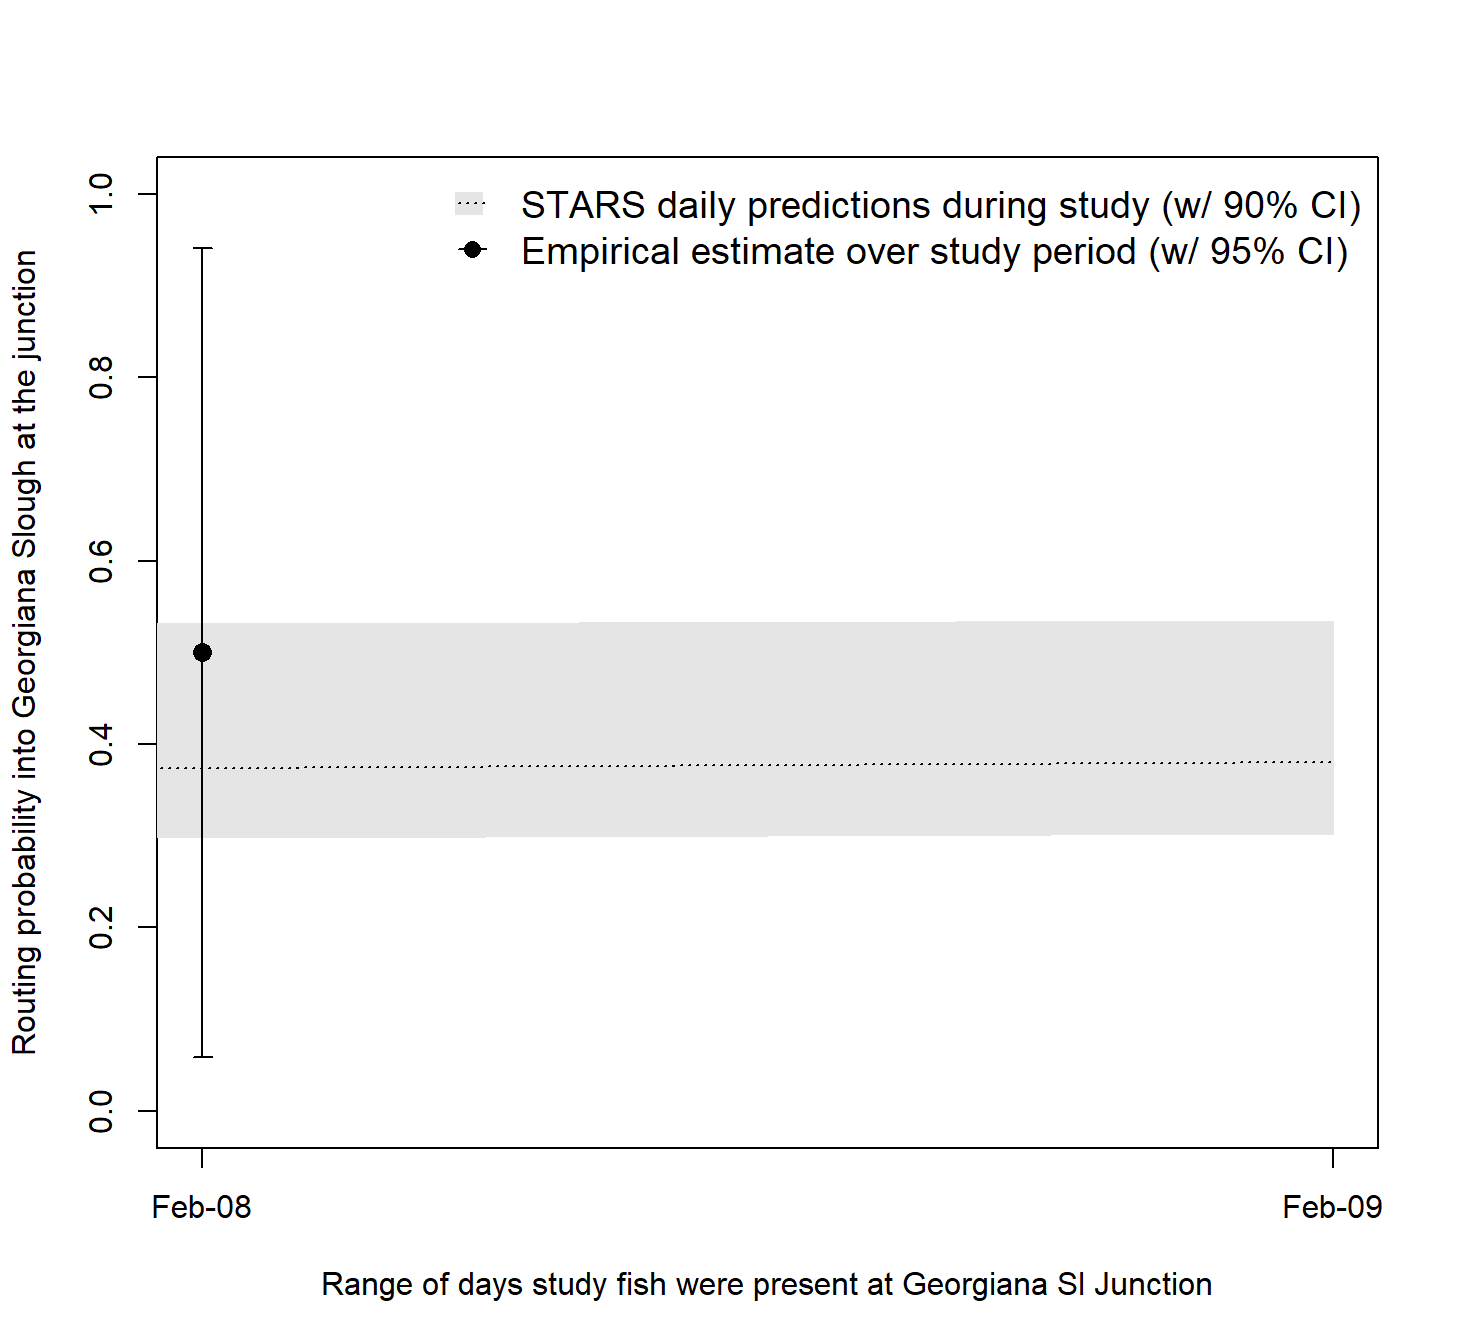 STARS daily predictions during study (w/ 90% CI)
Empirical estimate over study period (w/ 95% CI)
Routing probability into Georgiana Slough at the junction
1.0
0.8
0.6
0.4
0.2
0.0
Feb-08
Feb-09
Range of days study fish were present at Georgiana Sl Junction